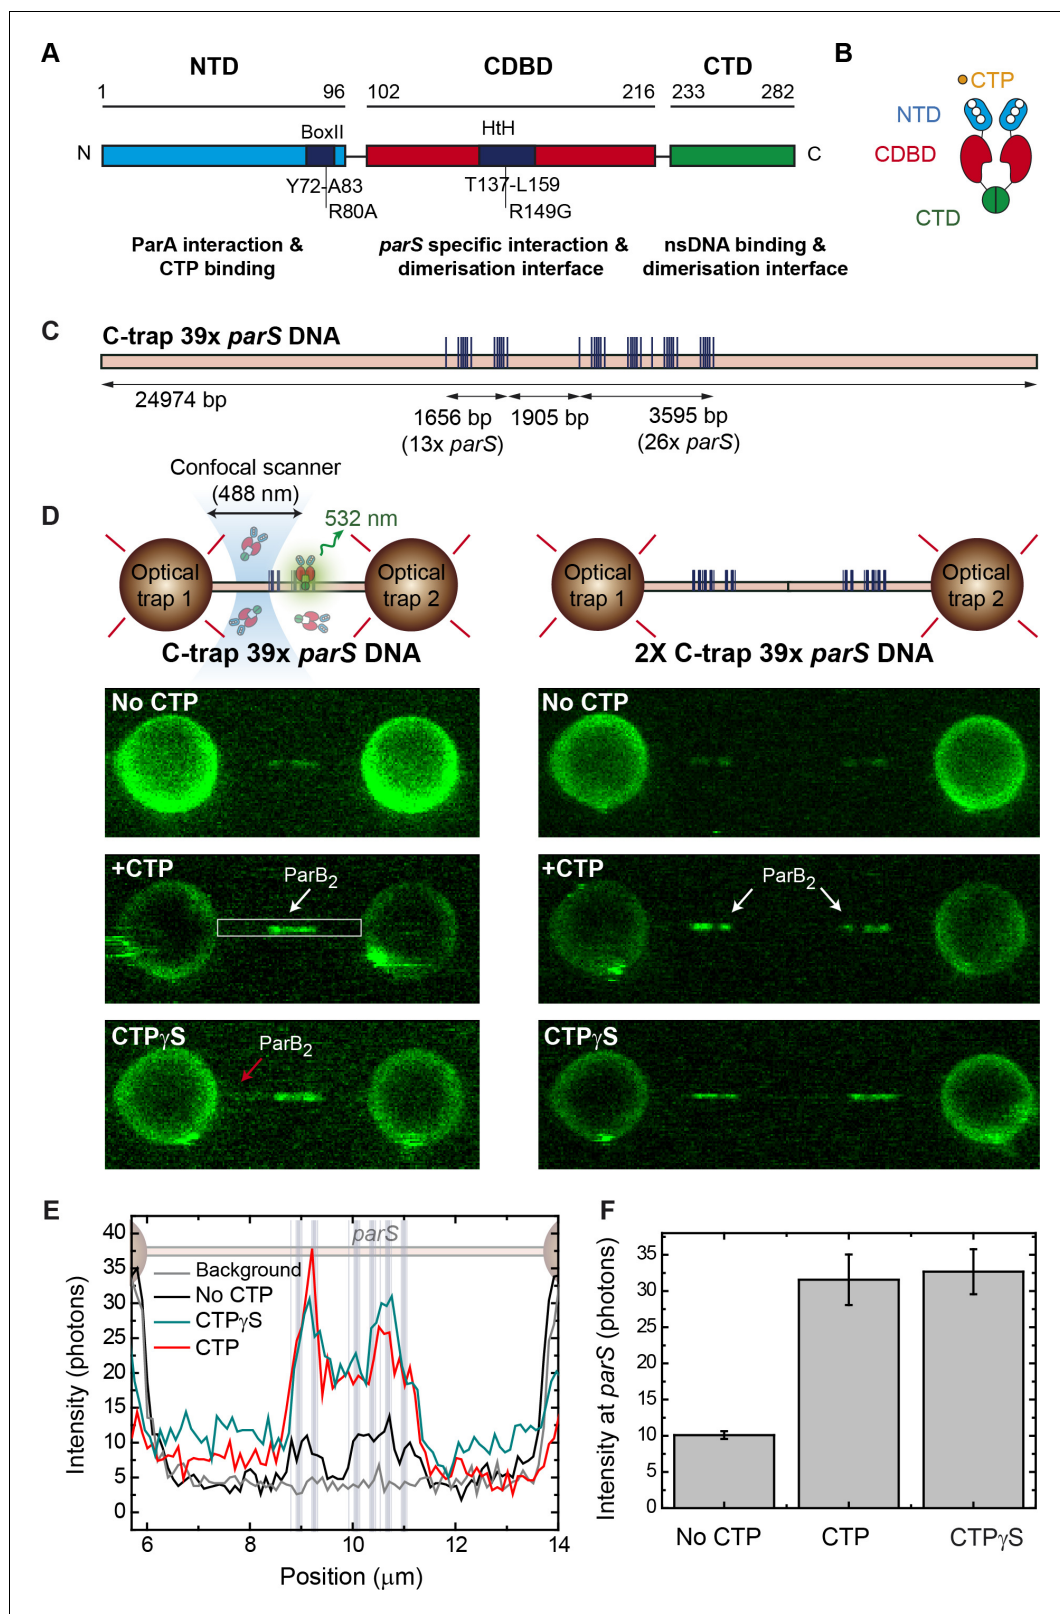 A
NTD
CDBD
CTD
1
96
102
216
233
282
BoxII
HtH
N
C
Y72-A83
T137-L159
R80A
R149G
ParA interaction &
CTP binding
parS specific interaction &
dimerisation interface
nsDNA binding &
dimerisation interface
B
CTP
NTD
CDBD
CTD
C
C-trap 39x parS DNA
24974 bp
1656 bp
(13x parS)
1905 bp
3595 bp
(26x parS)
D
Confocal scanner
(488 nm)
532 nm
Optical
trap 1
Optical
trap 2
C-trap 39x parS DNA
Optical
trap 1
Optical
trap 2
2X C-trap 39x parS DNA
No CTP
No CTP
+CTP
ParB2
+CTP
ParB2
CTPγS
ParB2
CTPγS
E
parS
Background
No CTP
CTPγS
CTP
Intensity (photons)
40
35
30
25
20
15
10
5
0
6
8
10
12
14
Position (μm)
F
Intensity at parS (photons)
35
30
25
20
15
10
5
0
No CTP
CTP
CTPγS